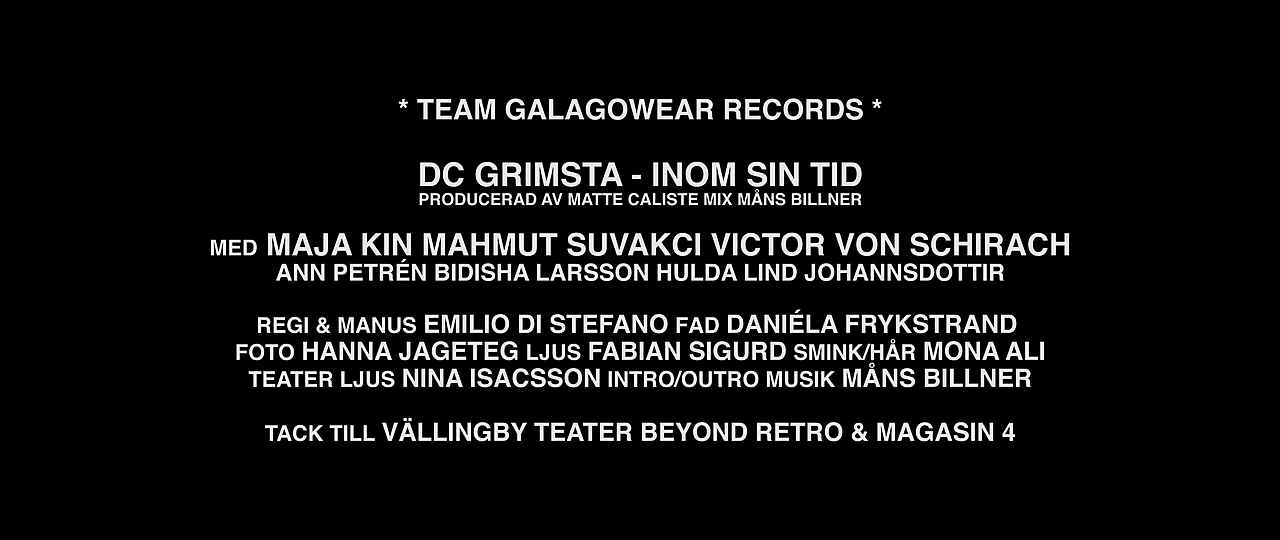 * TEAM GALAGOWEAR RECORDS *
DC GRIMSTA - INOM SIN TID
PRODUCERAD AV MATTE CALISTE MIX MÅNS BILLNER
MED MAJA KIN MAHMUT SUVAKCI VICTOR VON SCHIRACH
ANN PETRÉN BIDISHA LARSSON HULDA LIND JOHANNSDOTTIR
REGI & MANUS EMILIO DI STEFANO FAD DANIÉLA FRYKSTRAND
FOTO HANNA JAGETEG LJUS FABIAN SIGURD SMINK/HÅR MONA ALI
TEATER LJUS NINA ISACSSON INTRO/OUTRO MUSIK MÅNS BILLNER
TACK TILL VÄLLINGBY TEATER BEYOND RETRO & MAGASIN 4